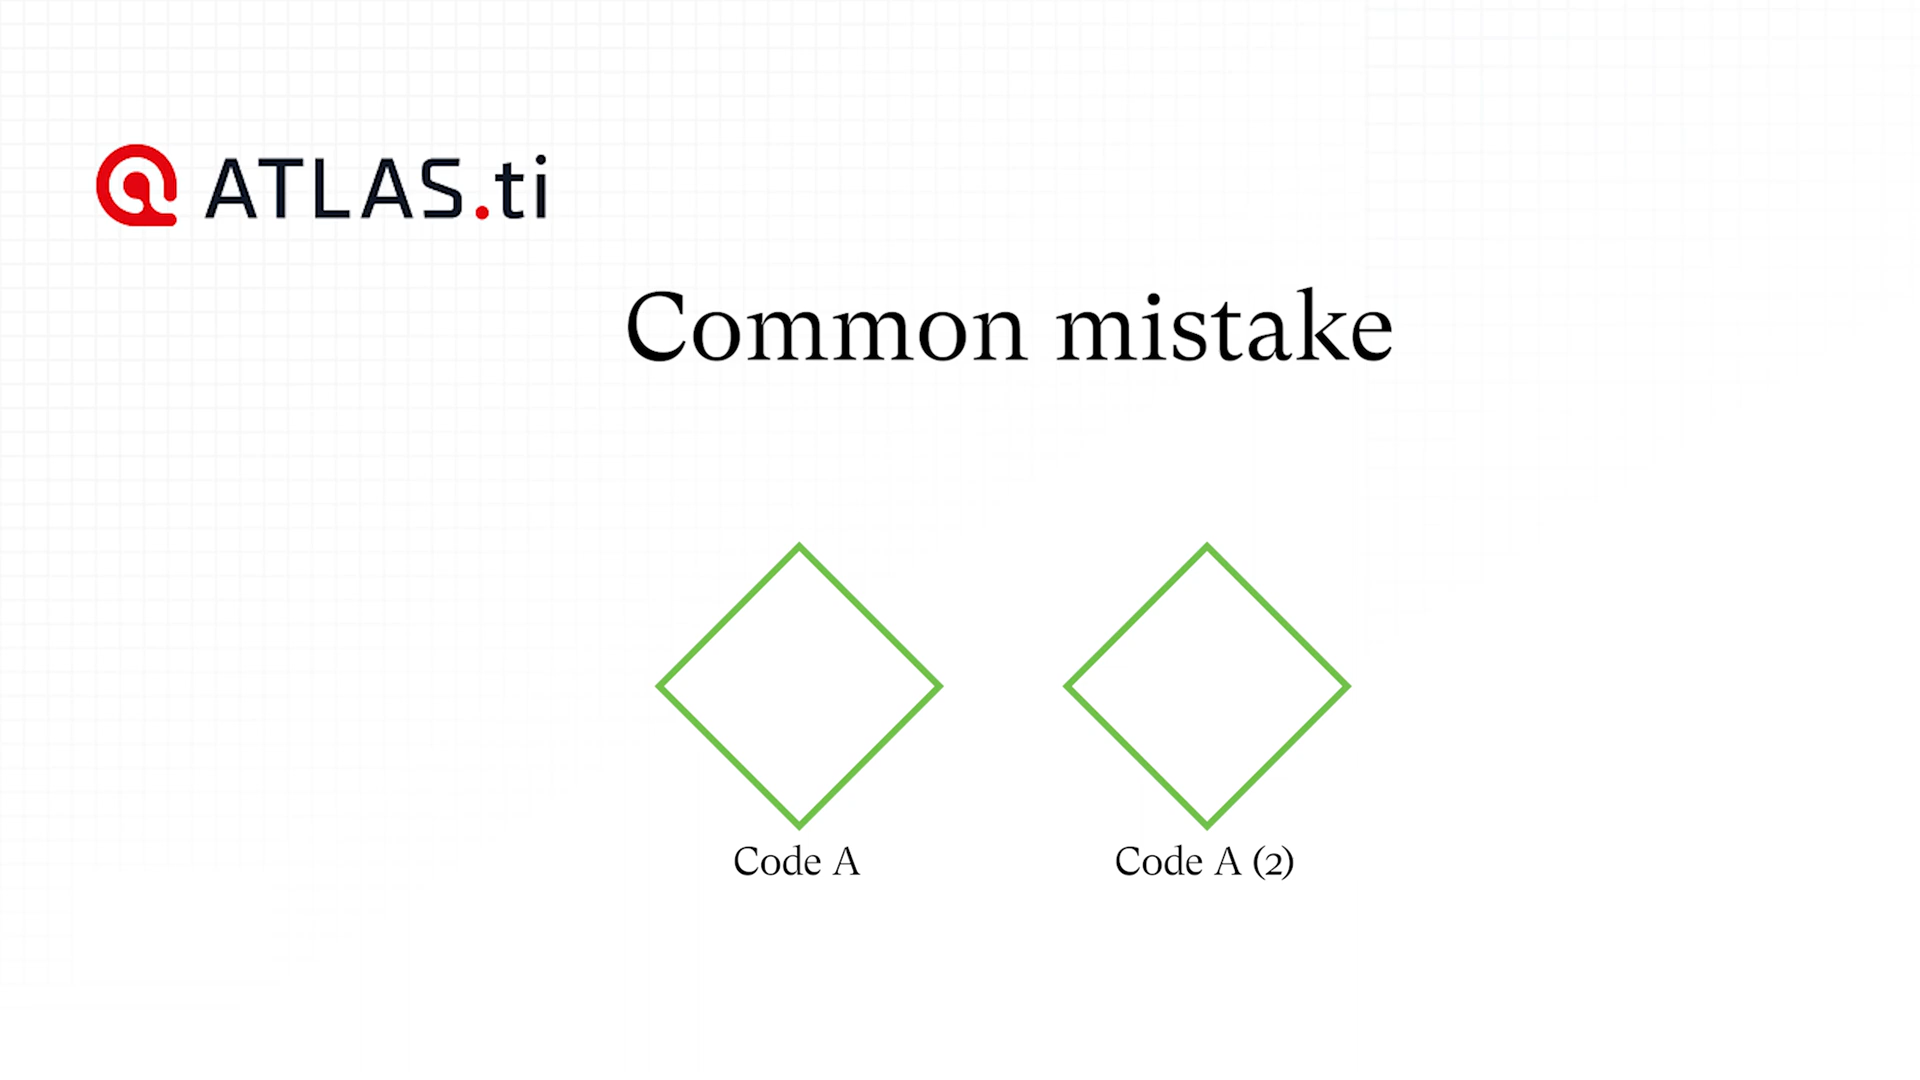 ATLAS.ti
Common mistake
Code A
Code A (2)